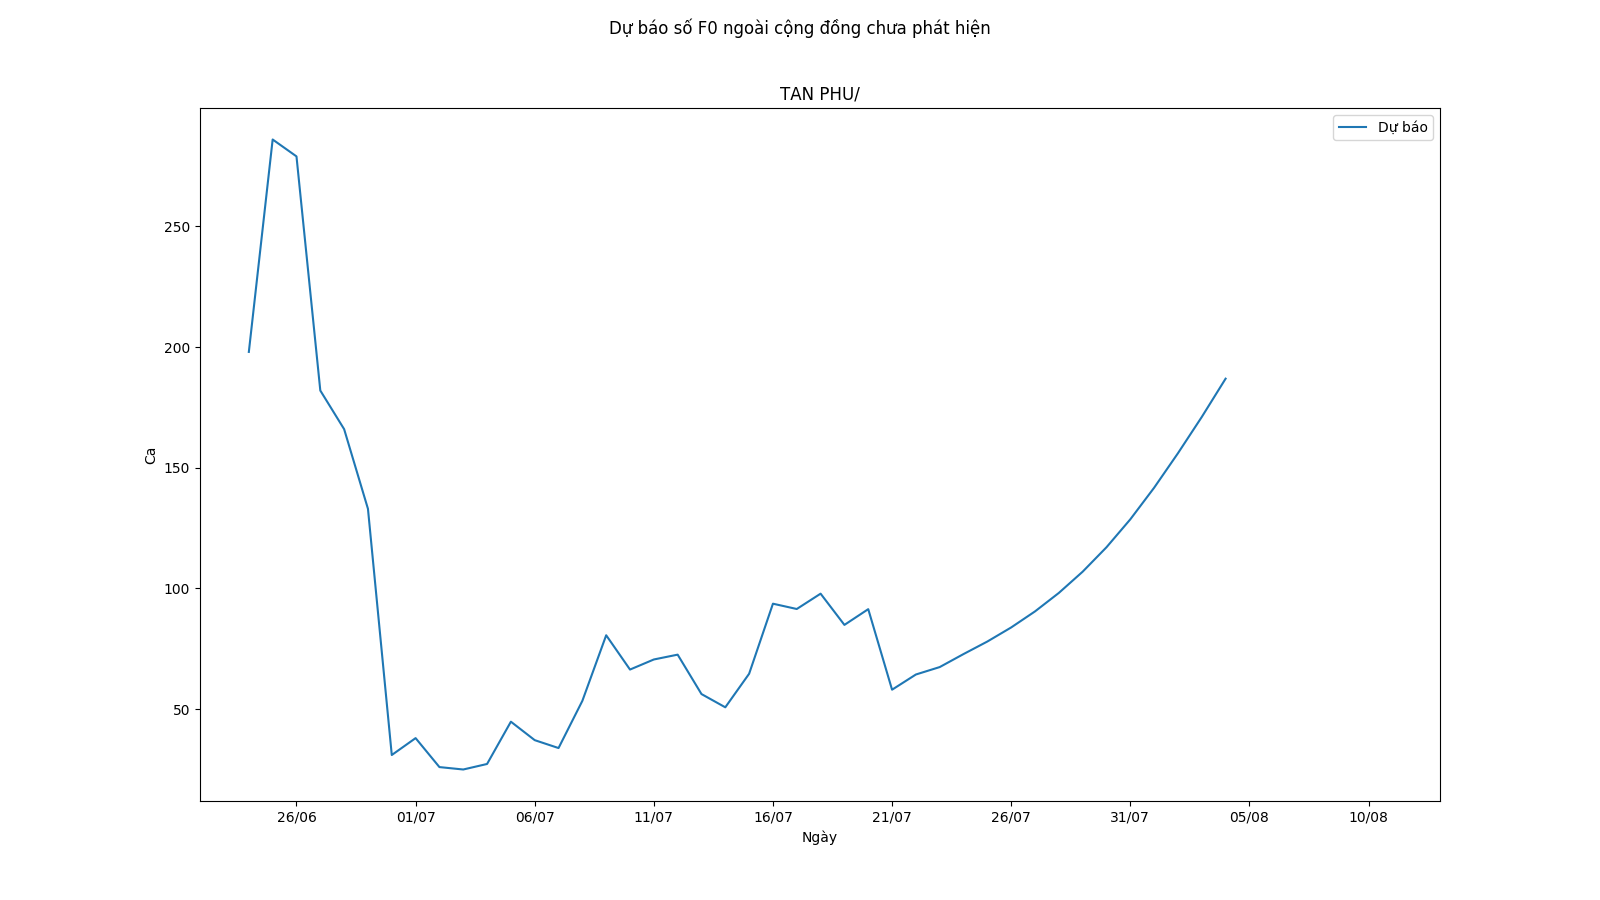 Dự báo số F0 ngoài cộng đồng chưa phát hiện
TAN PHU/
Dự báo
250
200
150
100
50
Ca
26/06 01/07 06/07 11/07 16/07 21/07 26/07 31/07 05/08 10/08
Ngày